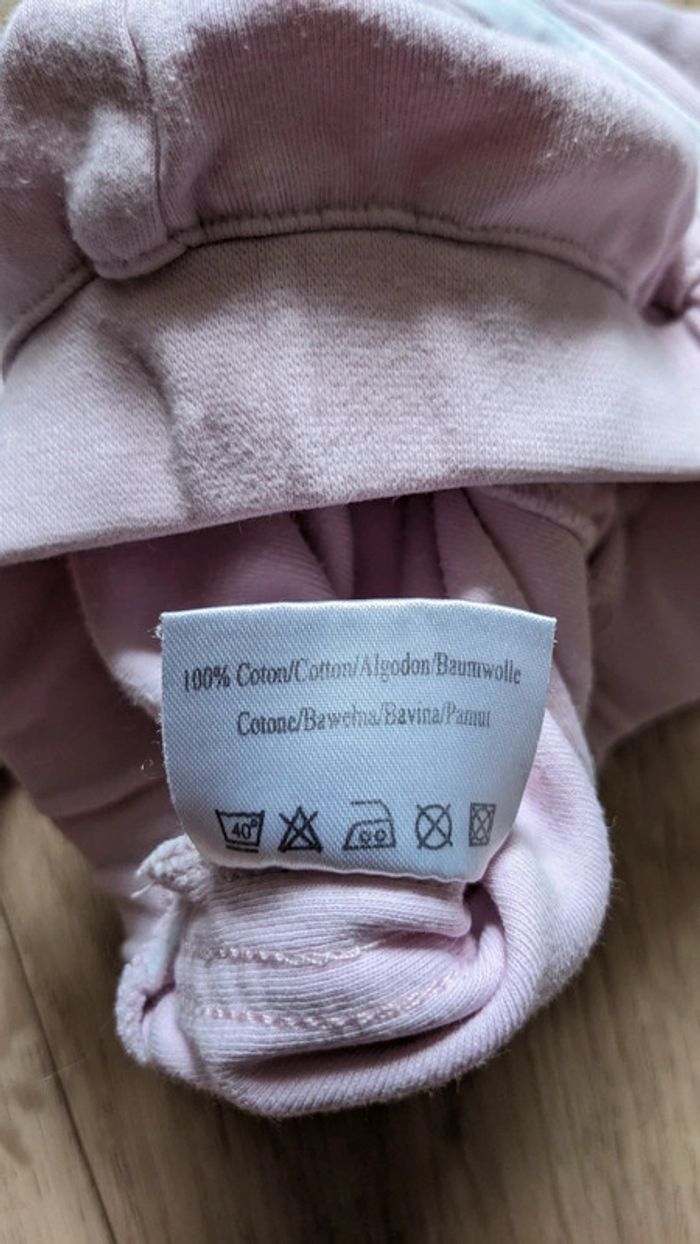 100% Coton/Cotton/Algodon/Baumwolle
Cotone/Bawełna/Bavlna/Pamut
40°